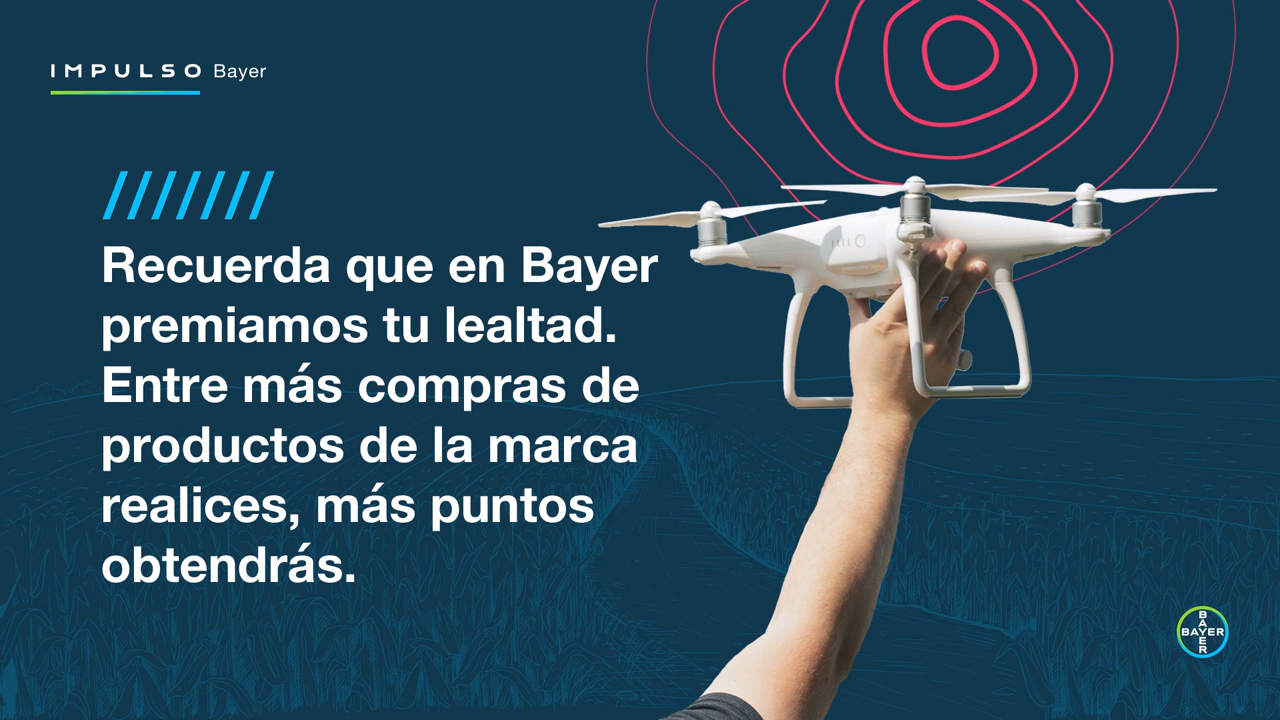 IMPULSO Bayer
Recuerda que en Bayer
premiamos tu lealtad.
Entre más compras de
productos de la marca
realices, más puntos
obtendrás.
BAYER
BAYER